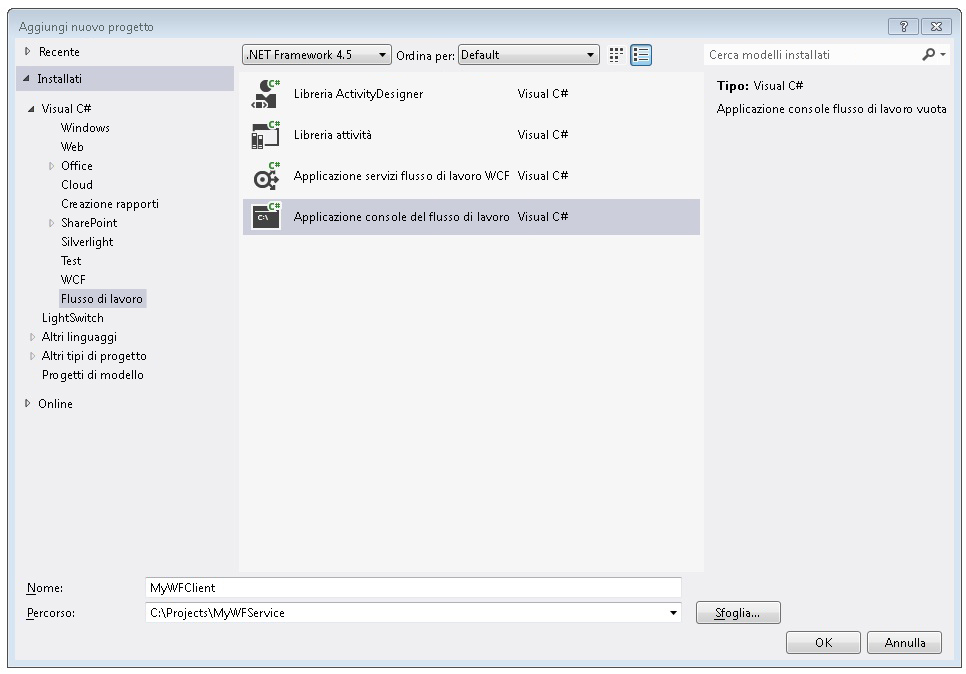 Aggiungi nuovo progetto
?
Recente
Installati
Visual C#
Windows
Web
Office
Cloud
Creazione rapporti
SharePoint
Silverlight
Test
WCF
Flusso di lavoro
LightSwitch
Altri linguaggi
Altri tipi di progetto
Progetti di modello
Online
.NET Framework 4.5 Ordina per: Default
C# Libreria ActivityDesigner Visual C#
C# Libreria attività Visual C#
C# Applicazione servizi flusso di lavoro WCF Visual C#
C# C:\ Applicazione console del flusso di lavoro Visual C#
Cerca modelli installati
Tipo: Visual C#
Applicazione console flusso di lavoro vuota
Nome: MyWFClient
Percorso: C:\Projects\MyWFService Sfoglia...
OK Annulla